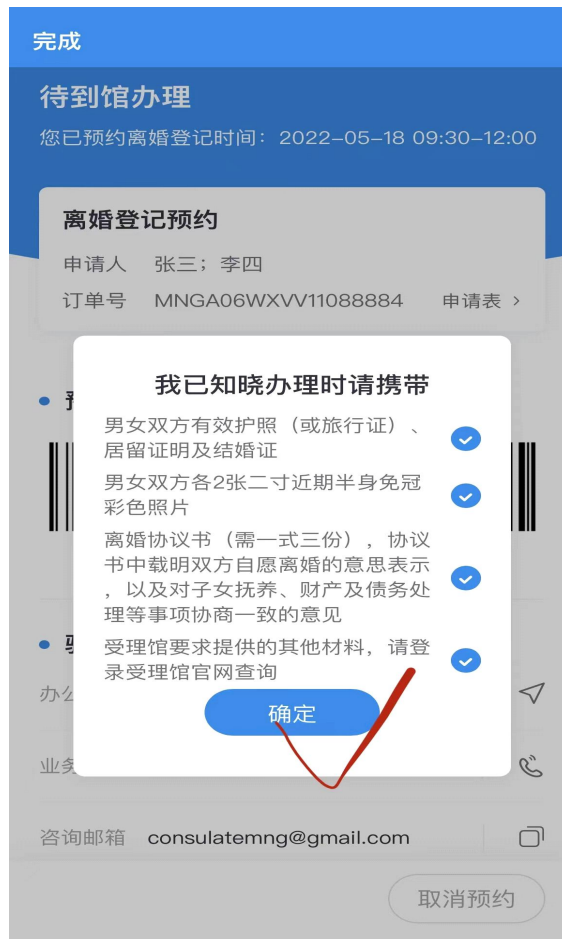 完成
待到馆办理
您已预约离婚登记时间：2022-05-18 09:30-12:00
离婚登记预约
申请人 张三；李四
订单号 MNGA06WXVV11088884 申请表 >
我已知晓办理时请携带
男女双方有效护照（或旅行证）、
居留证明及结婚证
男女双方各2张二寸近期半身免冠
彩色照片
离婚协议书（需一式三份），协议
书中载明双方自愿离婚的意思表示
，以及对子女抚养、财产及债务处
理等事项协商一致的意见
受理馆要求提供的其他材料，请登
录受理馆官网查询
确定
办公
业务
咨询邮箱 consulatemng@gmail.com
取消预约